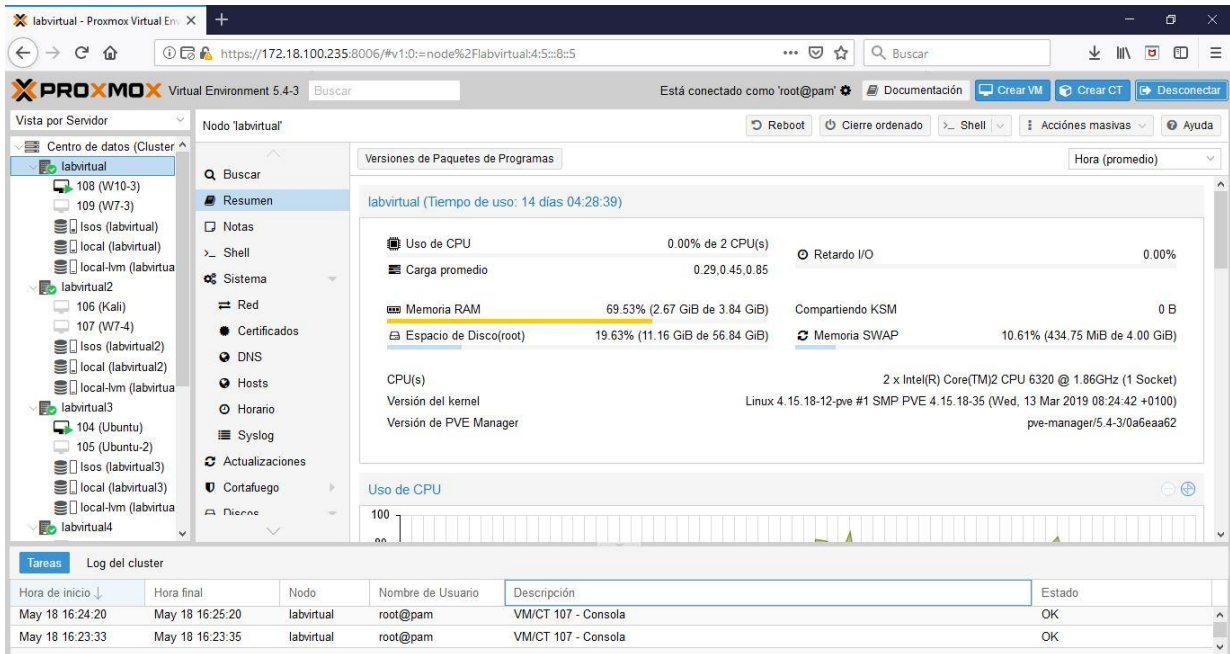 labvirtual - Proxmox Virtual Env
https://172.18.100.235:8006/#v1:0:=node%2Flabvirtual:4:5:::8::5
Buscar
PROXMOX Virtual Environment 5.4-3 Buscar
Está conectado como 'root@pam' Documentación Crear VM Crear CT Desconectar
Vista por Servidor
Nodo 'labvirtual'
Reboot Cierre ordenado Shell Acciónes masivas Ayuda
Centro de datos (Cluster
labvirtual
108 (W10-3)
109 (W7-3)
Isos (labvirtual)
local (labvirtual)
local-lvm (labvirtua
labvirtual2
106 (Kali)
107 (W7-4)
Isos (labvirtual2)
local (labvirtual2)
local-lvm (labvirtua
labvirtual3
104 (Ubuntu)
105 (Ubuntu-2)
Isos (labvirtual3)
local (labvirtual3)
local-lvm (labvirtua
labvirtual4
Buscar
Resumen
Notas
Shell
Sistema
Red
Certificados
DNS
Hosts
Horario
Syslog
Actualizaciones
Cortafuego
Discos
Versiones de Paquetes de Programas
Hora (promedio)
labvirtual (Tiempo de uso: 14 días 04:28:39)
Uso de CPU 0.00% de 2 CPU(s)
Carga promedio 0.29,0.45,0.85
Retardo I/O 0.00%
Memoria RAM 69.53% (2.67 GiB de 3.84 GiB)
Espacio de Disco(root) 19.63% (11.16 GiB de 56.84 GiB)
Compartiendo KSM 0 B
Memoria SWAP 10.61% (434.75 MiB de 4.00 GiB)
CPU(s) 2 x Intel(R) Core(TM)2 CPU 6320 @ 1.86GHz (1 Socket)
Versión del kernel Linux 4.15.18-12-pve #1 SMP PVE 4.15.18-35 (Wed, 13 Mar 2019 08:24:42 +0100)
Versión de PVE Manager pve-manager/5.4-3/0a6eaa62
Uso de CPU
100
90
Tareas Log del cluster
Hora de inicio Hora final Nodo Nombre de Usuario Descripción Estado
May 18 16:24:20 May 18 16:25:20 labvirtual root@pam VM/CT 107 - Consola OK
May 18 16:23:33 May 18 16:23:35 labvirtual root@pam VM/CT 107 - Consola OK